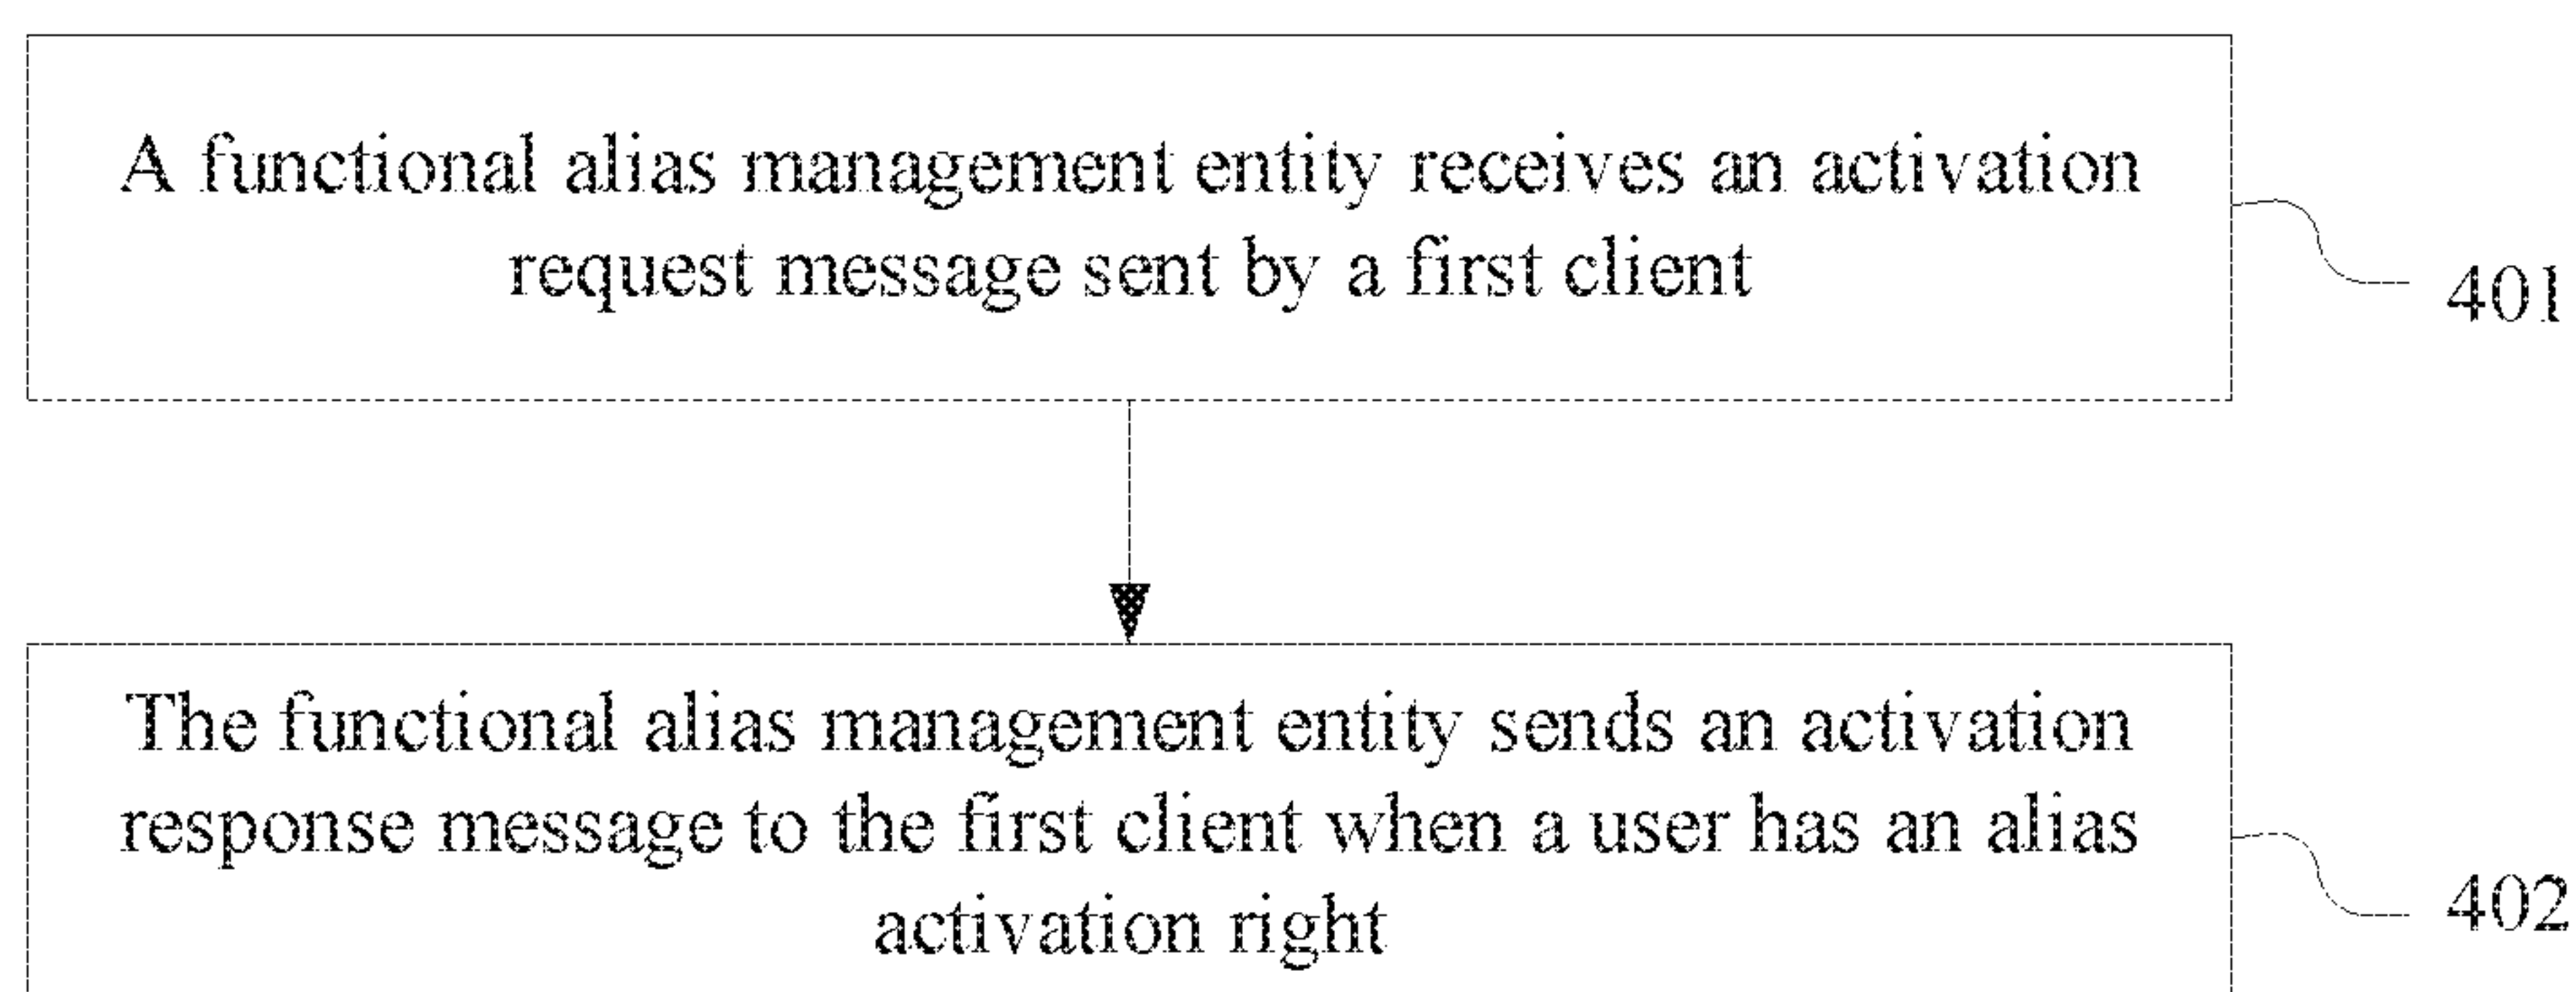 A functional alias management entity receives an activation
request message sent by a first client
401
The functional alias management entity sends an activation
response message to the first client when a user has an alias
activation right
402